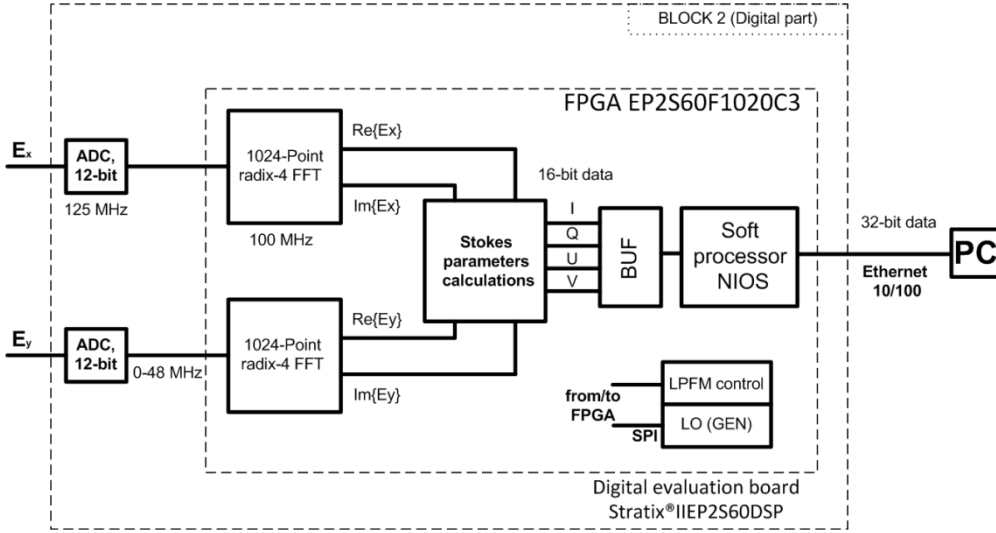 BLOCK 2 (Digital part)
FPGA EP2S60F1020C3
Ex
ADC,
12-bit
125 MHz
1024-Point
radix-4 FFT
100 MHz
Re{Ex}
Im{Ex}
16-bit data
Stokes
parameters
calculations
I
Q
U
V
BUF
Soft
processor
NIOS
32-bit data
Ethernet
10/100
PC
Ey
ADC,
12-bit
0-48 MHz
1024-Point
radix-4 FFT
Re{Ey}
Im{Ey}
from/to
FPGA
SPI
LPFM control
LO (GEN)
Digital evaluation board
Stratix®IIEP2S60DSP